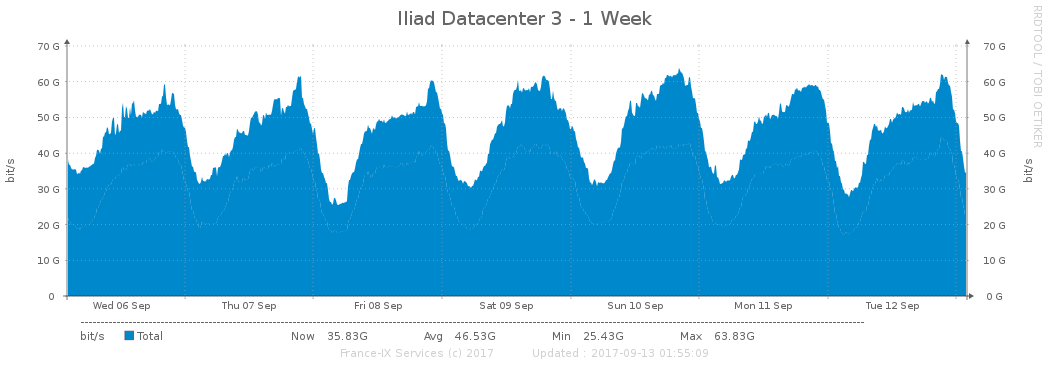 Iliad Datacenter 3 - 1 Week
RRDTOOL / TOBI OETIKER
bit/s
70 G
60 G
50 G
40 G
30 G
20 G
10 G
0
70 G
60 G
50 G
40 G
30 G
20 G
10 G
0 G
bit/s
Wed 06 Sep Thu 07 Sep Fri 08 Sep Sat 09 Sep Sun 10 Sep Mon 11 Sep Tue 12 Sep
bit/s Total Now 35.83G Avg 46.53G Min 25.43G Max 63.83G
France-IX Services (c) 2017 Updated : 2017-09-13 01:55:09